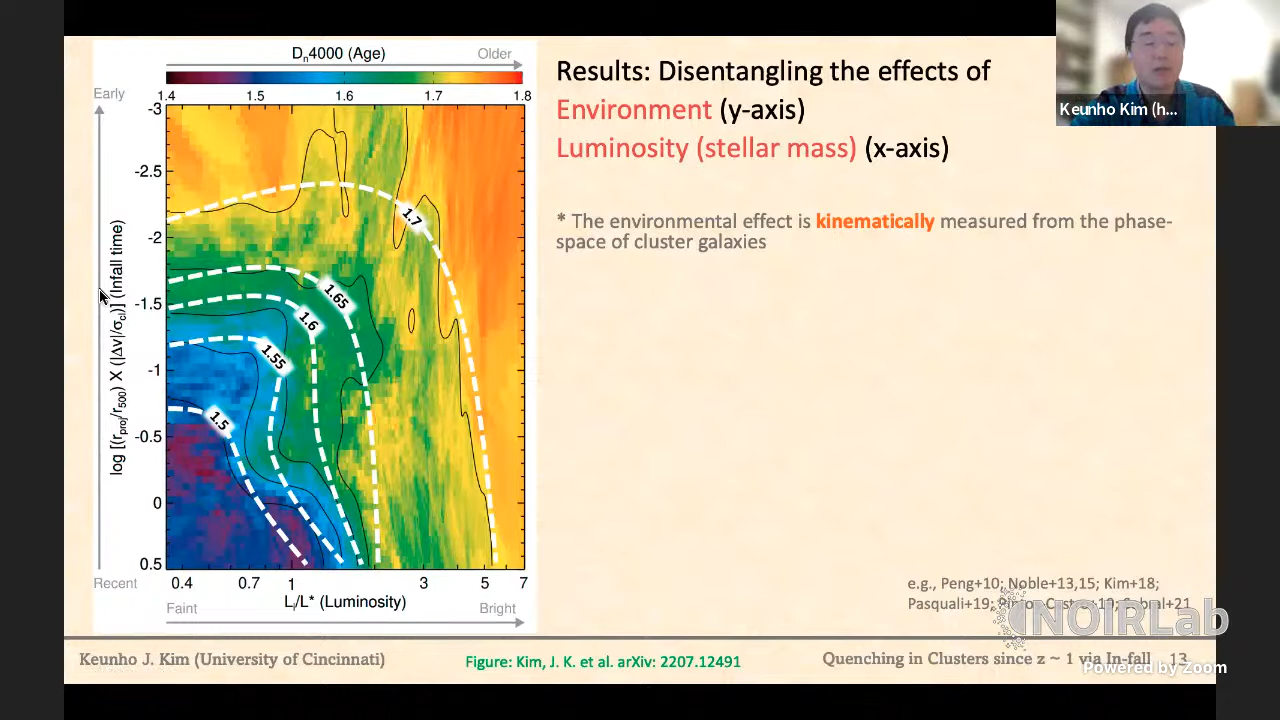 Dn4000 (Age)
Older
1.4 1.5 1.6 1.7 1.8
Early
-3
-2.5
-2
-1.5
-1
-0.5
0
0.5
log [(rproj/r500) X (|Δv|/σcl)] (Infall time)
1.7
1.65
1.6
1.55
1.5
Recent
0.4 0.7 1 3 5 7
L/L* (Luminosity)
Faint
Bright
Results: Disentangling the effects of
Environment (y-axis)
Luminosity (stellar mass) (x-axis)
* The environmental effect is kinematically measured from the phase-
space of cluster galaxies
Keunho Kim (h...
e.g., Peng+10; Noble+13,15; Kim+18;
Pasquali+19; Pintos-Castro+19; Sobral+21
NOIRLab
Keunho J. Kim (University of Cincinnati)
Figure: Kim, J. K. et al. arXiv: 2207.12491
Quenching in Clusters since z ~ 1 via In-fall 13
Powered by Zoom